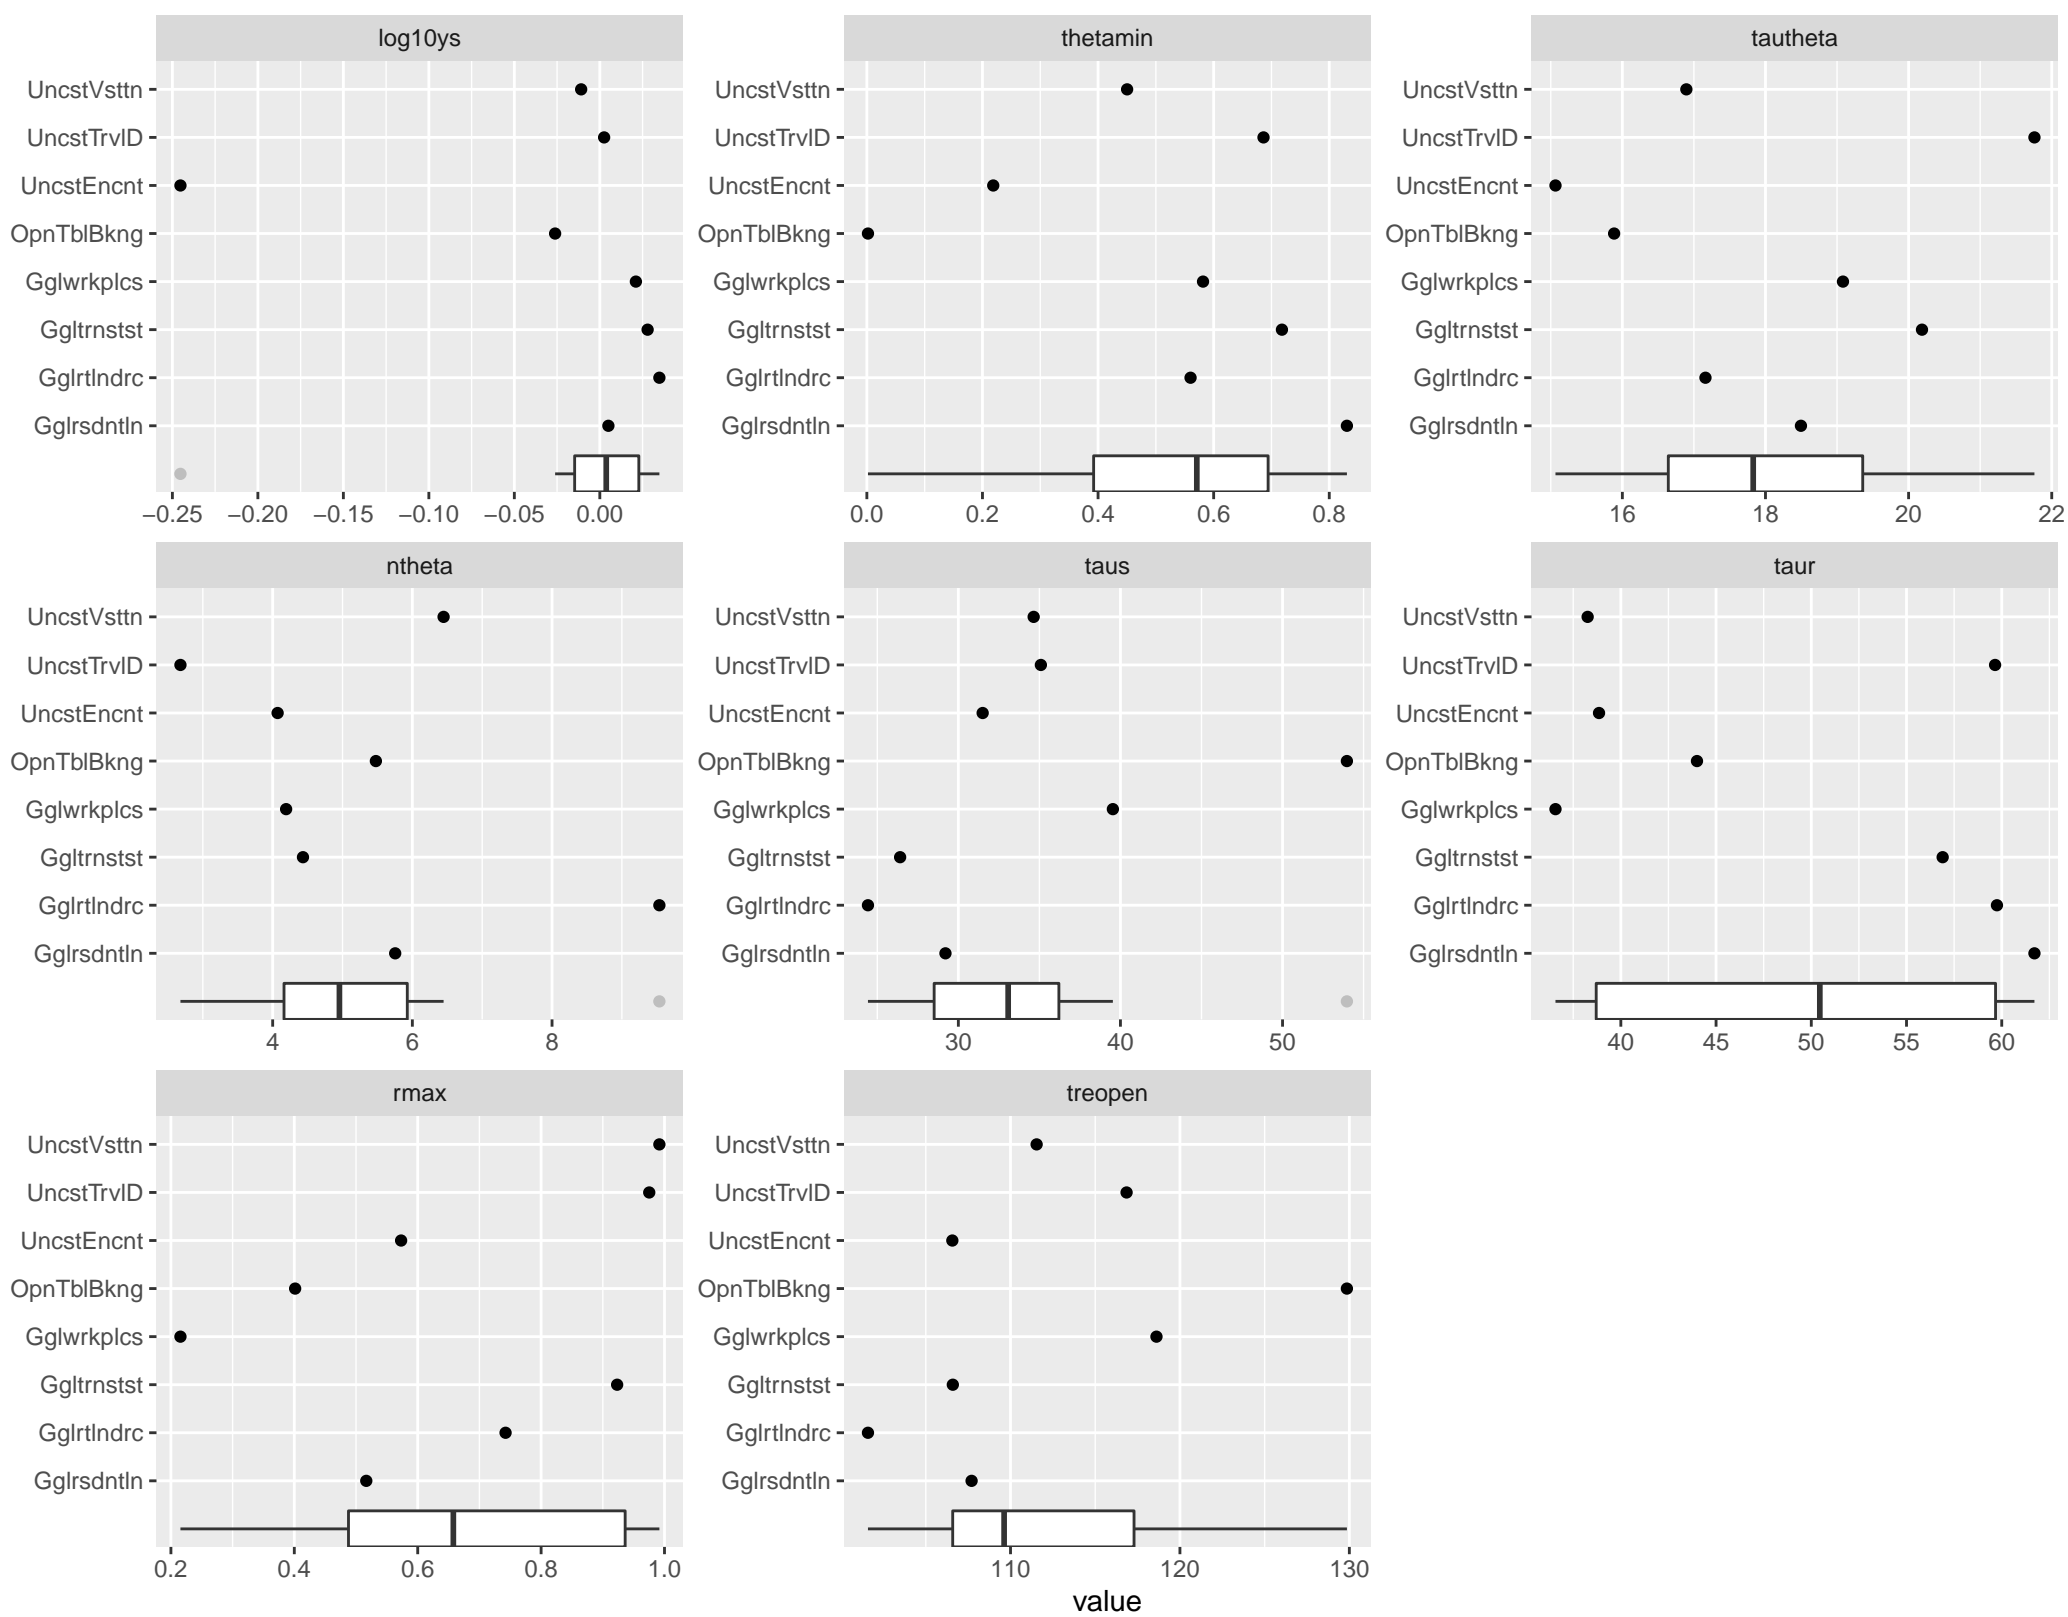 log10ys thetamin tautheta
UncstVsttn UncstVsttn UncstVsttn
UncstTrvlD UncstTrvlD UncstTrvlD
UncstEncnt UncstEncnt UncstEncnt
OpnTblBkng OpnTblBkng OpnTblBkng
Gglwrkplcs Gglwrkplcs Gglwrkplcs
Ggltrnstst Ggltrnstst Ggltrnstst
Gglrtlndrc Gglrtlndrc Gglrtlndrc
Gglrsdntln Gglrsdntln Gglrsdntln
−0.25 −0.20 −0.15 −0.10 −0.05 0.00 0.0 0.2 0.4 0.6 0.8 16 18 20 22
ntheta taus taur
UncstVsttn UncstVsttn UncstVsttn
UncstTrvlD UncstTrvlD UncstTrvlD
UncstEncnt UncstEncnt UncstEncnt
OpnTblBkng OpnTblBkng OpnTblBkng
Gglwrkplcs Gglwrkplcs Gglwrkplcs
Ggltrnstst Ggltrnstst Ggltrnstst
Gglrtlndrc Gglrtlndrc Gglrtlndrc
Gglrsdntln Gglrsdntln Gglrsdntln
4 6 8 30 40 50 40 45 50 55 60
rmax treopen
UncstVsttn UncstVsttn
UncstTrvlD UncstTrvlD
UncstEncnt UncstEncnt
OpnTblBkng OpnTblBkng
Gglwrkplcs Gglwrkplcs
Ggltrnstst Ggltrnstst
Gglrtlndrc Gglrtlndrc
Gglrsdntln Gglrsdntln
0.2 0.4 0.6 0.8 1.0 110 120 130
value